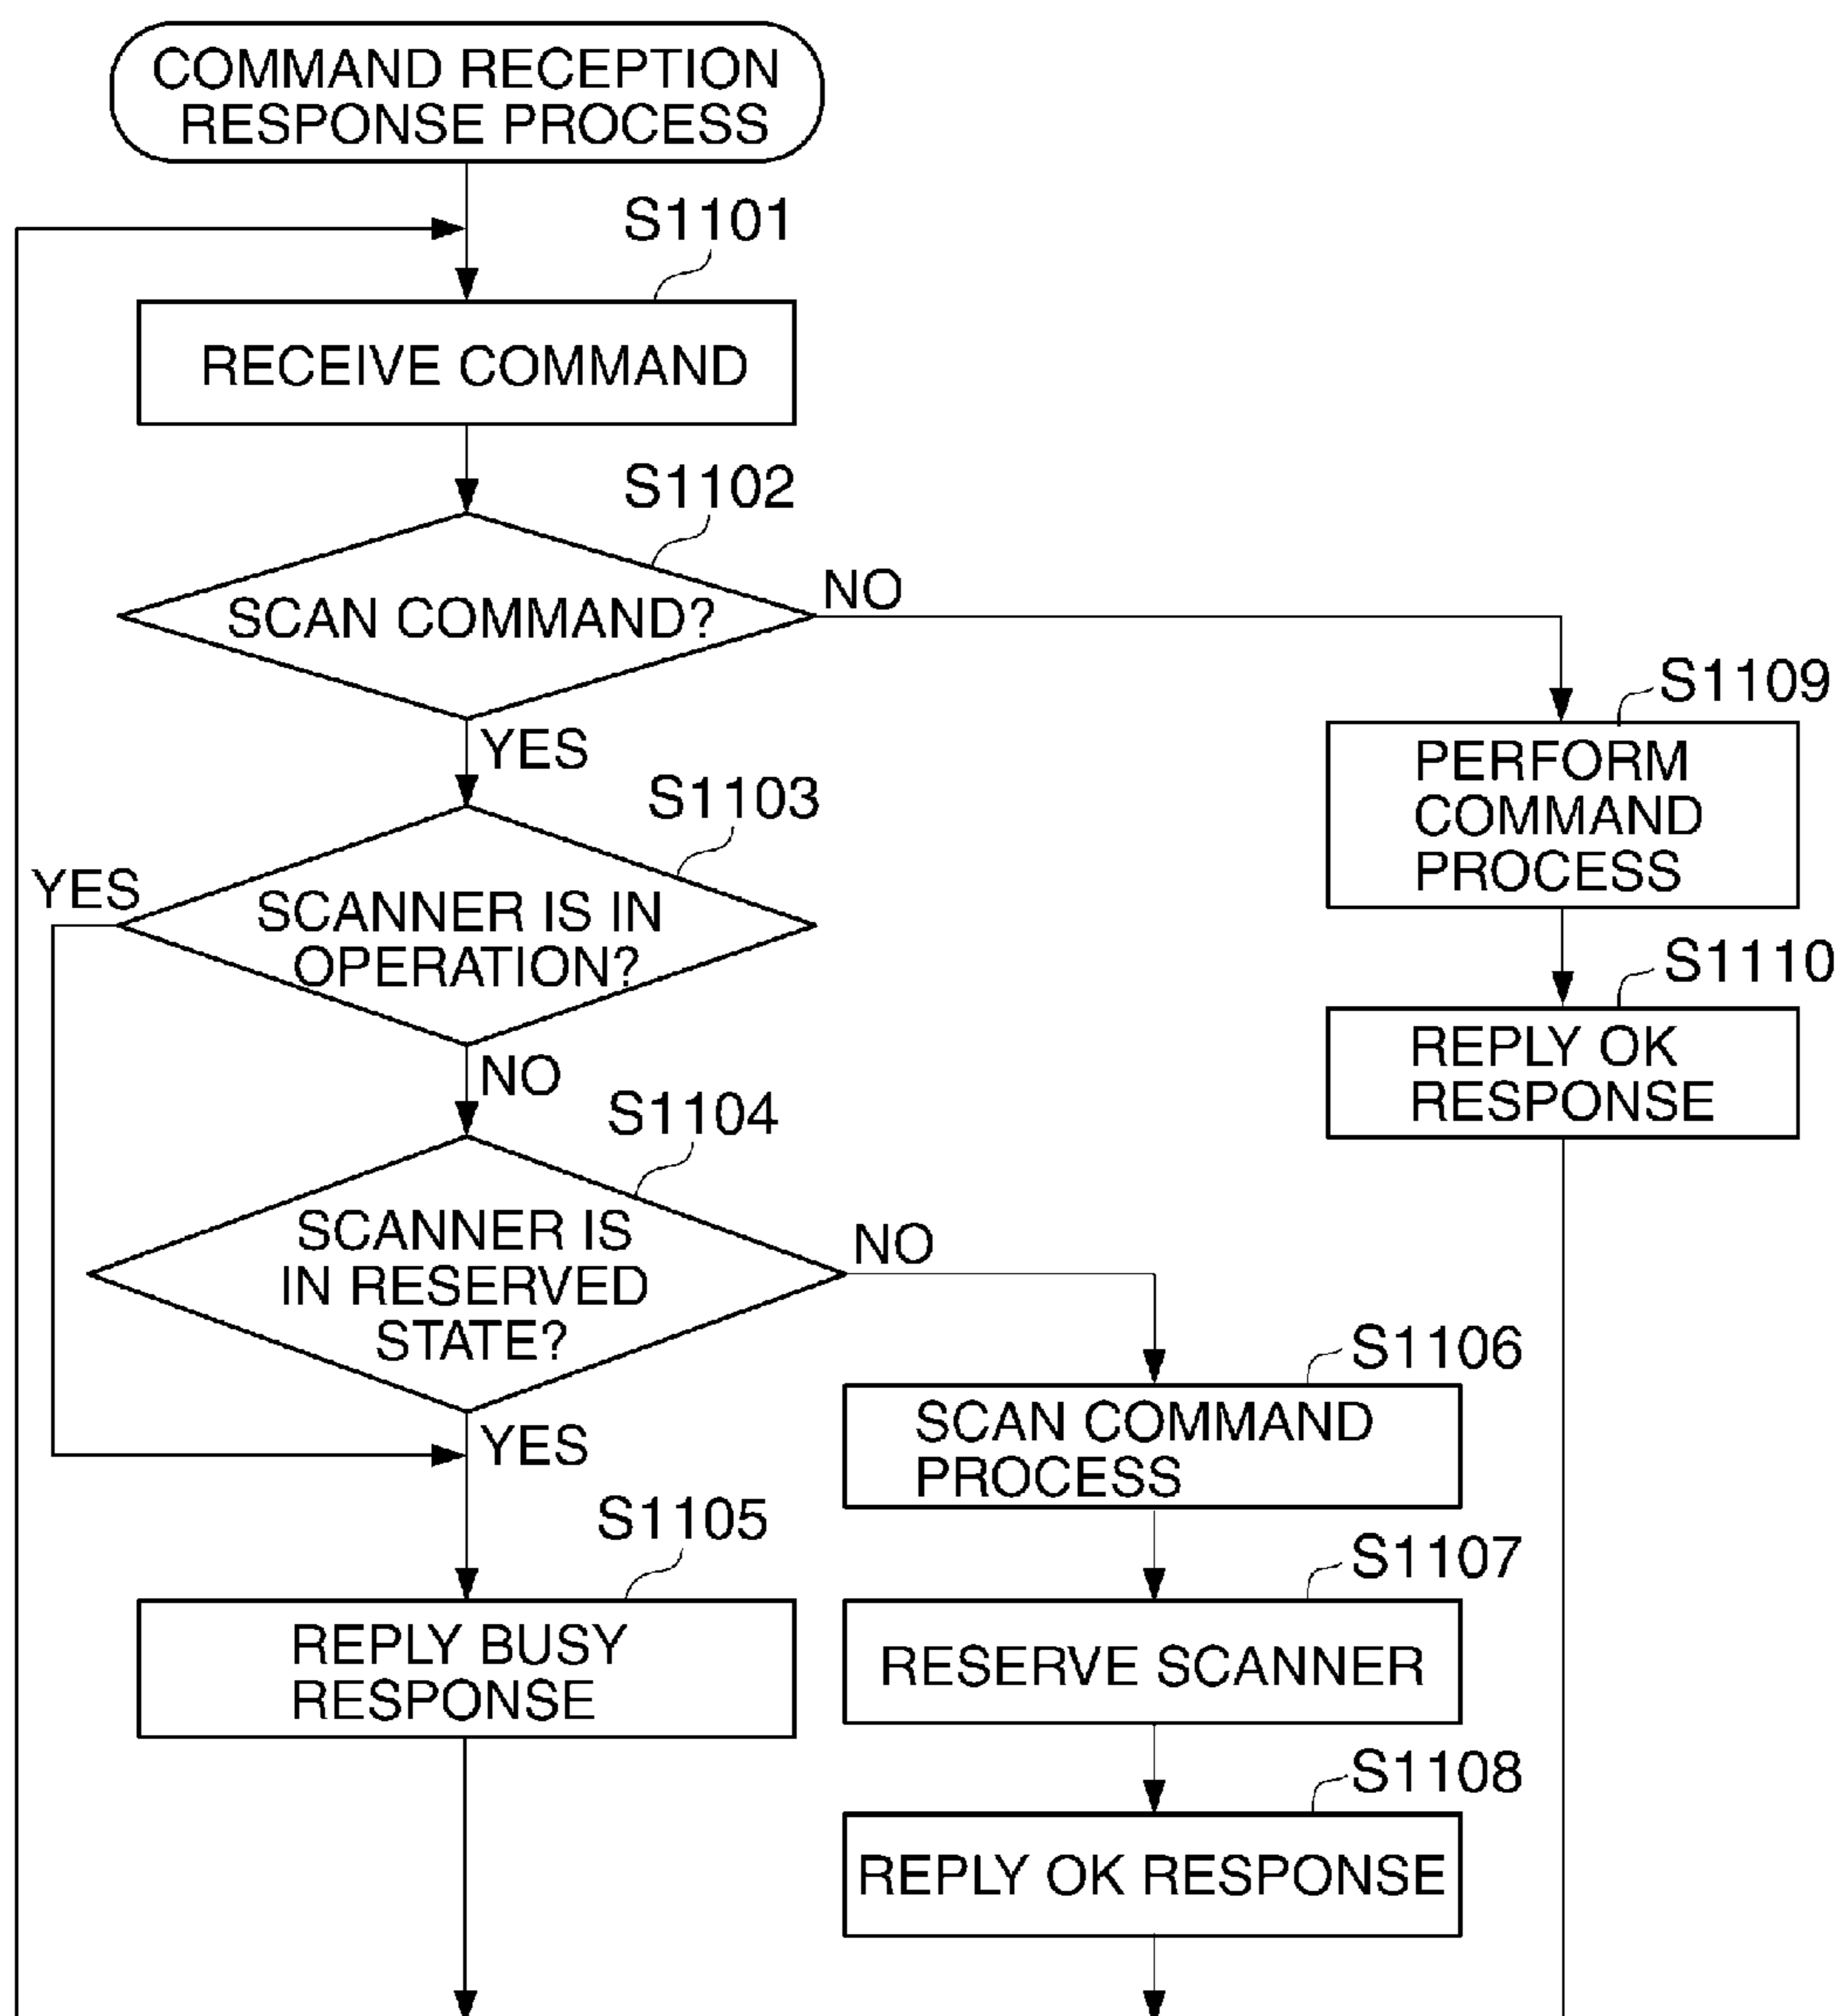 COMMAND RECEPTION
RESPONSE PROCESS
S1101
RECEIVE COMMAND
S1102
SCAN COMMAND?
NO
YES
S1109
PERFORM
COMMAND
PROCESS
S1103
YES
SCANNER IS IN
OPERATION?
NO
S1110
REPLY OK
RESPONSE
S1104
SCANNER IS
IN RESERVED
STATE?
NO
YES
S1106
SCAN COMMAND
PROCESS
S1105
REPLY BUSY
RESPONSE
S1107
RESERVE SCANNER
S1108
REPLY OK RESPONSE